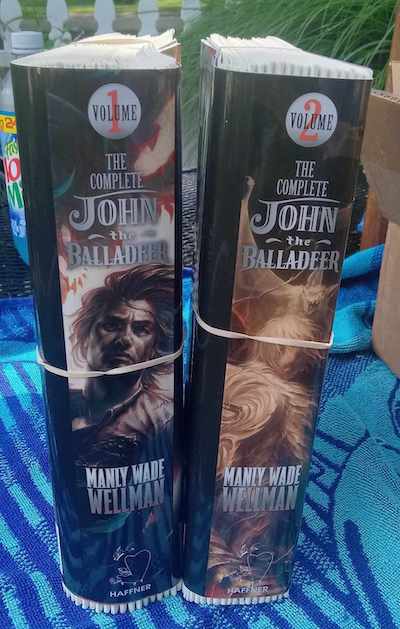 VOLUME
1
THE
COMPLETE
JOHN
the
BALLADEER
MANLY WADE
WELLMAN
HAFFNER
VOLUME
2
THE
COMPLETE
JOHN
the
BALLADEER
MANLY WADE
WELLMAN
HAFFNER